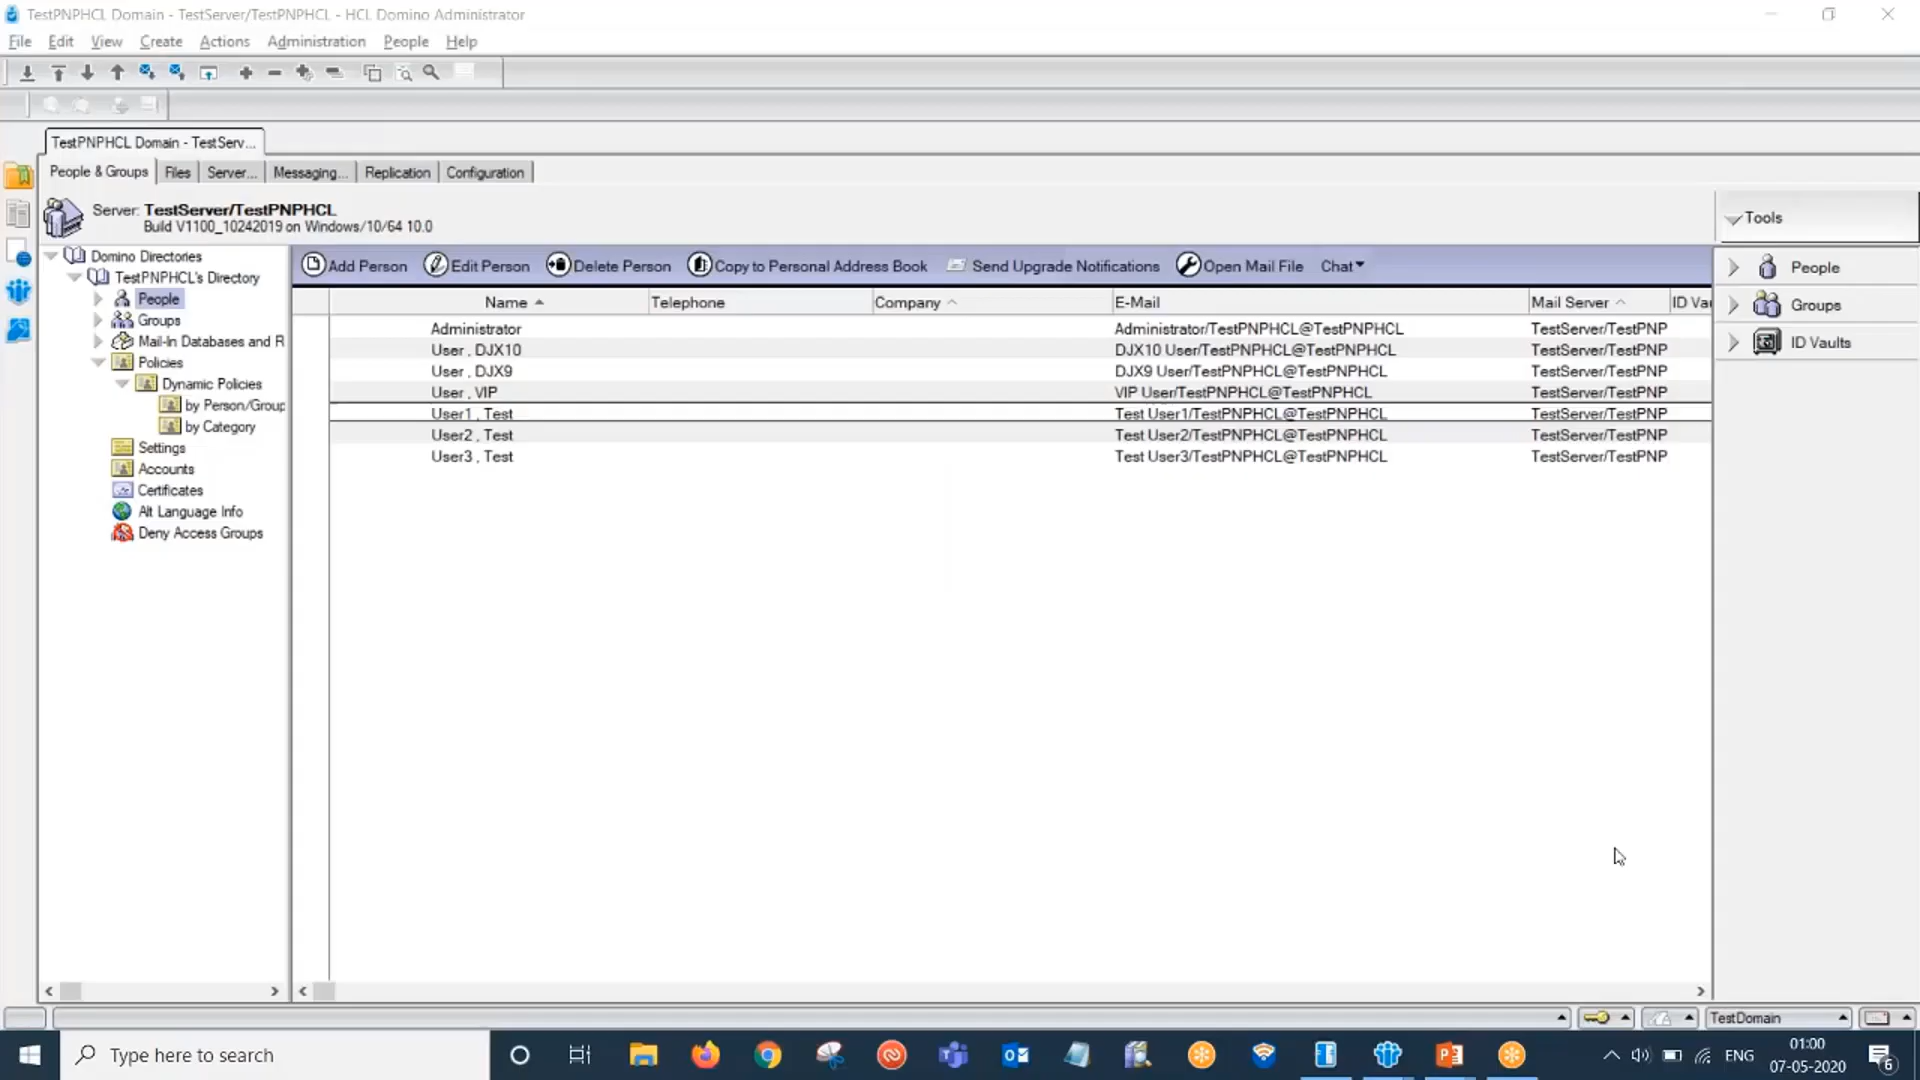 TestPNPHCL Domain - TestServer/TestPNPHCL - HCL Domino Administrator
File Edit View Create Actions Administration People Help
TestPNPHCL Domain - TestServ...
People & Groups Files Server... Messaging... Replication Configuration
Server: TestServer/TestPNPHCL
Build V1100_10242019 on Windows/10/64 10.0
Tools
Domino Directories
TestPNPHCL's Directory
People
Groups
Mail-In Databases and R
Policies
Dynamic Policies
by Person/Group
by Category
Settings
Accounts
Certificates
Alt Language Info
Deny Access Groups
Add Person Edit Person Delete Person Copy to Personal Address Book Send Upgrade Notifications Open Mail File Chat
Name Telephone Company E-Mail Mail Server ID Va
Administrator Administrator/TestPNPHCL@TestPNPHCL TestServer/TestPNP
User , DJX10 DJX10 User/TestPNPHCL@TestPNPHCL TestServer/TestPNP
User , DJX9 DJX9 User/TestPNPHCL@TestPNPHCL TestServer/TestPNP
User , VIP VIP User/TestPNPHCL@TestPNPHCL TestServer/TestPNP
User1 , Test Test User1/TestPNPHCL@TestPNPHCL TestServer/TestPNP
User2 , Test Test User2/TestPNPHCL@TestPNPHCL TestServer/TestPNP
User3 , Test Test User3/TestPNPHCL@TestPNPHCL TestServer/TestPNP
People
Groups
ID Vaults
TestDomain
Type here to search
ENG
01:00
07-05-2020
6